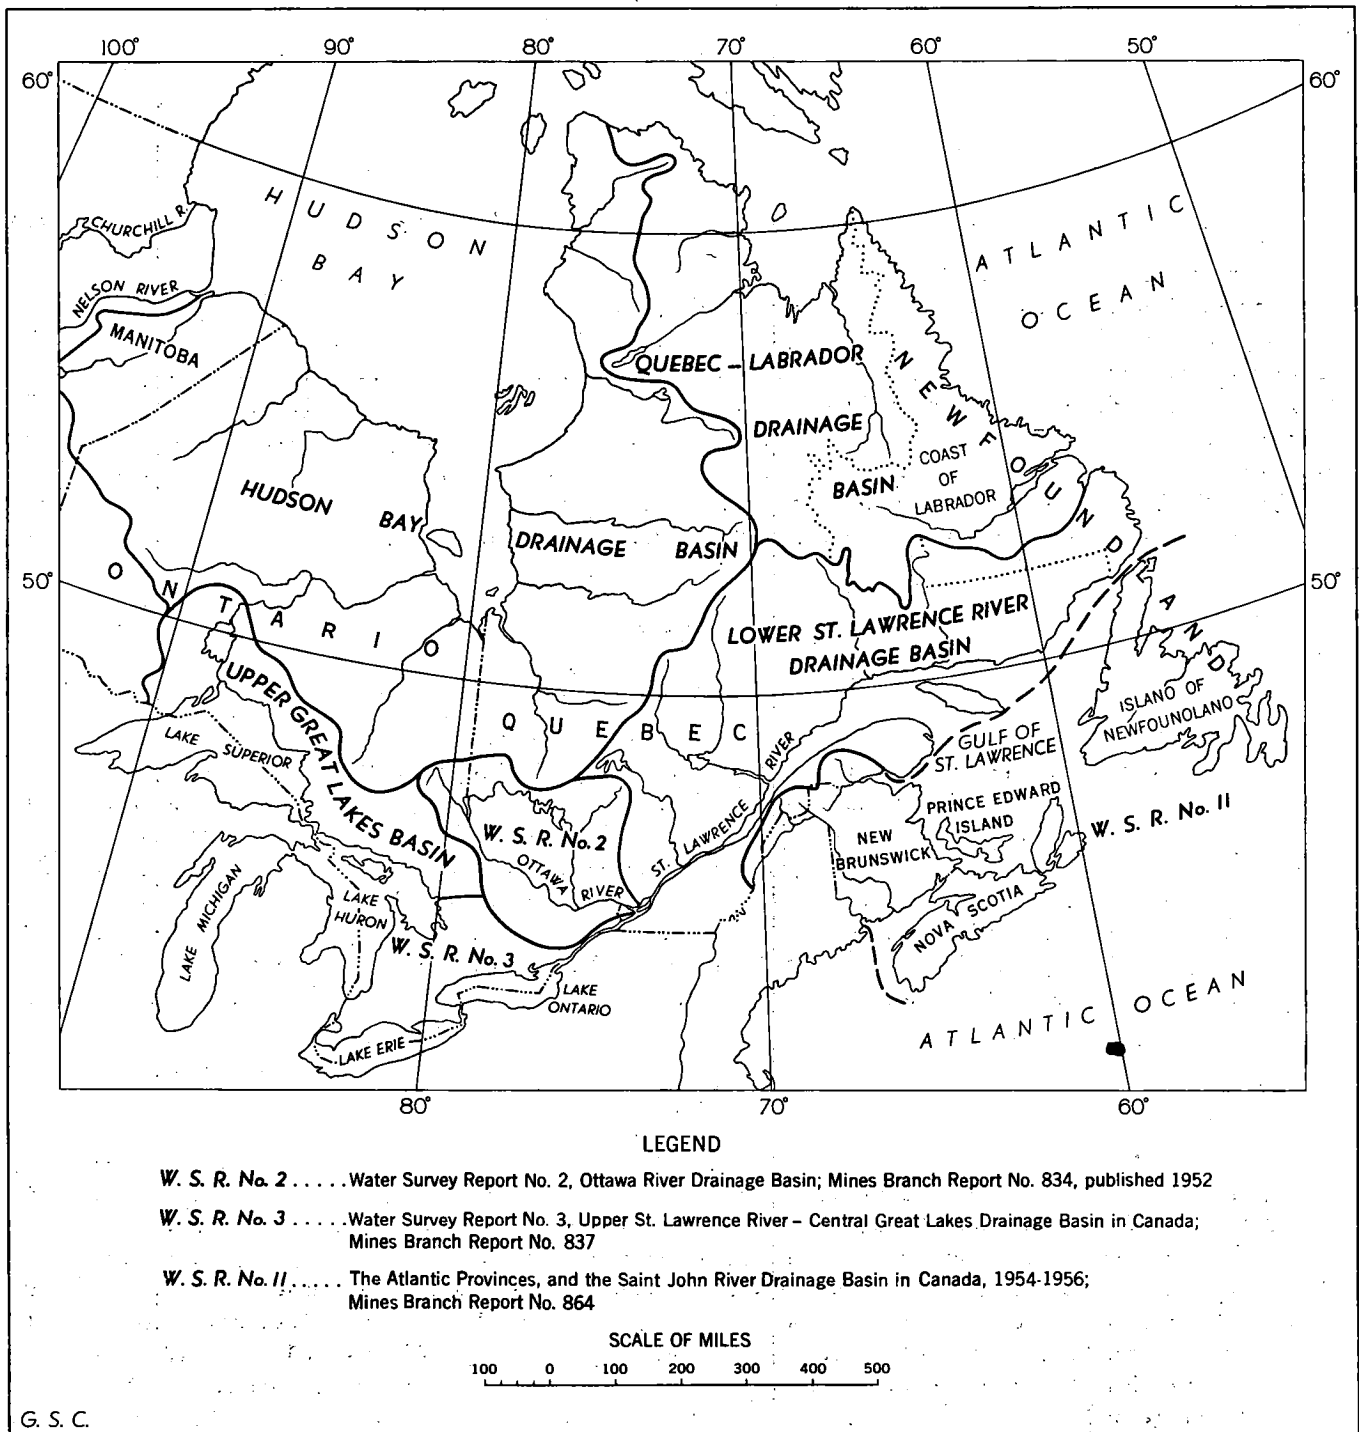 100° 90° 80° 70° 60° 50°
60° 60°
HUDSON
BAY
ATLANTIC
OCEAN
CHURCHILL R.
NELSON RIVER
MANITOBA
QUEBEC – LABRADOR
DRAINAGE
BASIN
NEWFOUNDLAND
COAST
OF
LABRADOR
HUDSON BAY DRAINAGE BASIN
50° 50°
ONTARIO
LOWER ST. LAWRENCE RIVER
DRAINAGE BASIN
UPPER GREAT LAKES BASIN
QUEBEC
ISLAND OF
NEWFOUNOLAND
LAKE SUPERIOR
ST. LAWRENCE RIVER
GULF OF
ST. LAWRENCE
PRINCE EDWARD
ISLAND
W. S. R. No. 11
W. S. R. No. 2
OTTAWA RIVER
NEW
BRUNSWICK
LAKE MICHIGAN
LAKE
HURON
NOVA SCOTIA
W. S. R. No. 3
LAKE
ONTARIO
LAKE ERIE
ATLANTIC OCEAN
80° 70° 60°
LEGEND
W. S. R. No. 2 ..... Water Survey Report No. 2, Ottawa River Drainage Basin; Mines Branch Report No. 834, published 1952
W. S. R. No. 3 ..... Water Survey Report No. 3, Upper St. Lawrence River – Central Great Lakes Drainage Basin in Canada;
Mines Branch Report No. 837
W. S. R. No. 11 ..... The Atlantic Provinces, and the Saint John River Drainage Basin in Canada, 1954-1956;
Mines Branch Report No. 864
SCALE OF MILES
100 0 100 200 300 400 500
G. S. C.